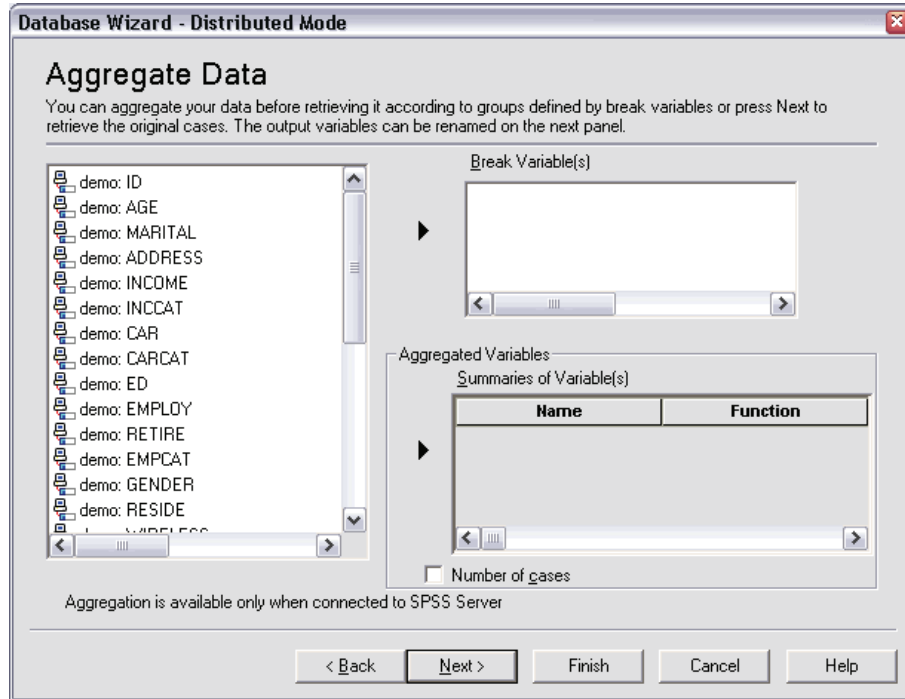 Database Wizard - Distributed Mode
Aggregate Data
You can aggregate your data before retrieving it according to groups defined by break variables or press Next to
retrieve the original cases. The output variables can be renamed on the next panel.
demo: ID
demo: AGE
demo: MARITAL
demo: ADDRESS
demo: INCOME
demo: INCCAT
demo: CAR
demo: CARCAT
demo: ED
demo: EMPLOY
demo: RETIRE
demo: EMPCAT
demo: GENDER
demo: RESIDE
demo: WIRELESS
Break Variable(s)
Aggregated Variables
Summaries of Variable(s)
Name Function
Number of cases
Aggregation is available only when connected to SPSS Server
< Back Next > Finish Cancel Help